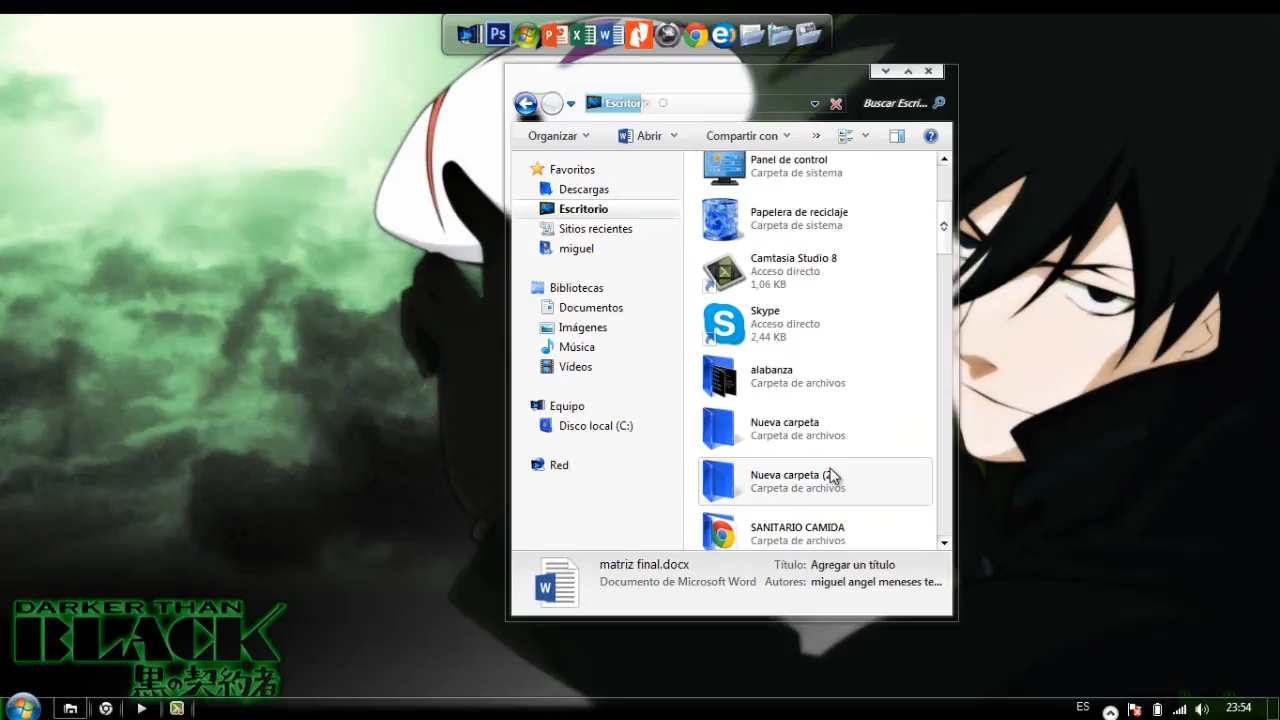 Ps
Escritorio
Buscar Escri...
Organizar
Abrir
Compartir con
»
Favoritos
Descargas
Escritorio
Sitios recientes
miguel
Bibliotecas
Documentos
Imágenes
Música
Vídeos
Equipo
Disco local (C:)
Red
Panel de control
Carpeta de sistema
Papelera de reciclaje
Carpeta de sistema
Camtasia Studio 8
Acceso directo
1,06 KB
Skype
Acceso directo
2,44 KB
alabanza
Carpeta de archivos
Nueva carpeta
Carpeta de archivos
Nueva carpeta (2)
Carpeta de archivos
SANITARIO CAMIDA
Carpeta de archivos
matriz final.docx
Título: Agregar un título
Documento de Microsoft Word
Autores: miguel angel meneses te...
DARKER THAN
BLACK
黒の契約者
ES
23:54